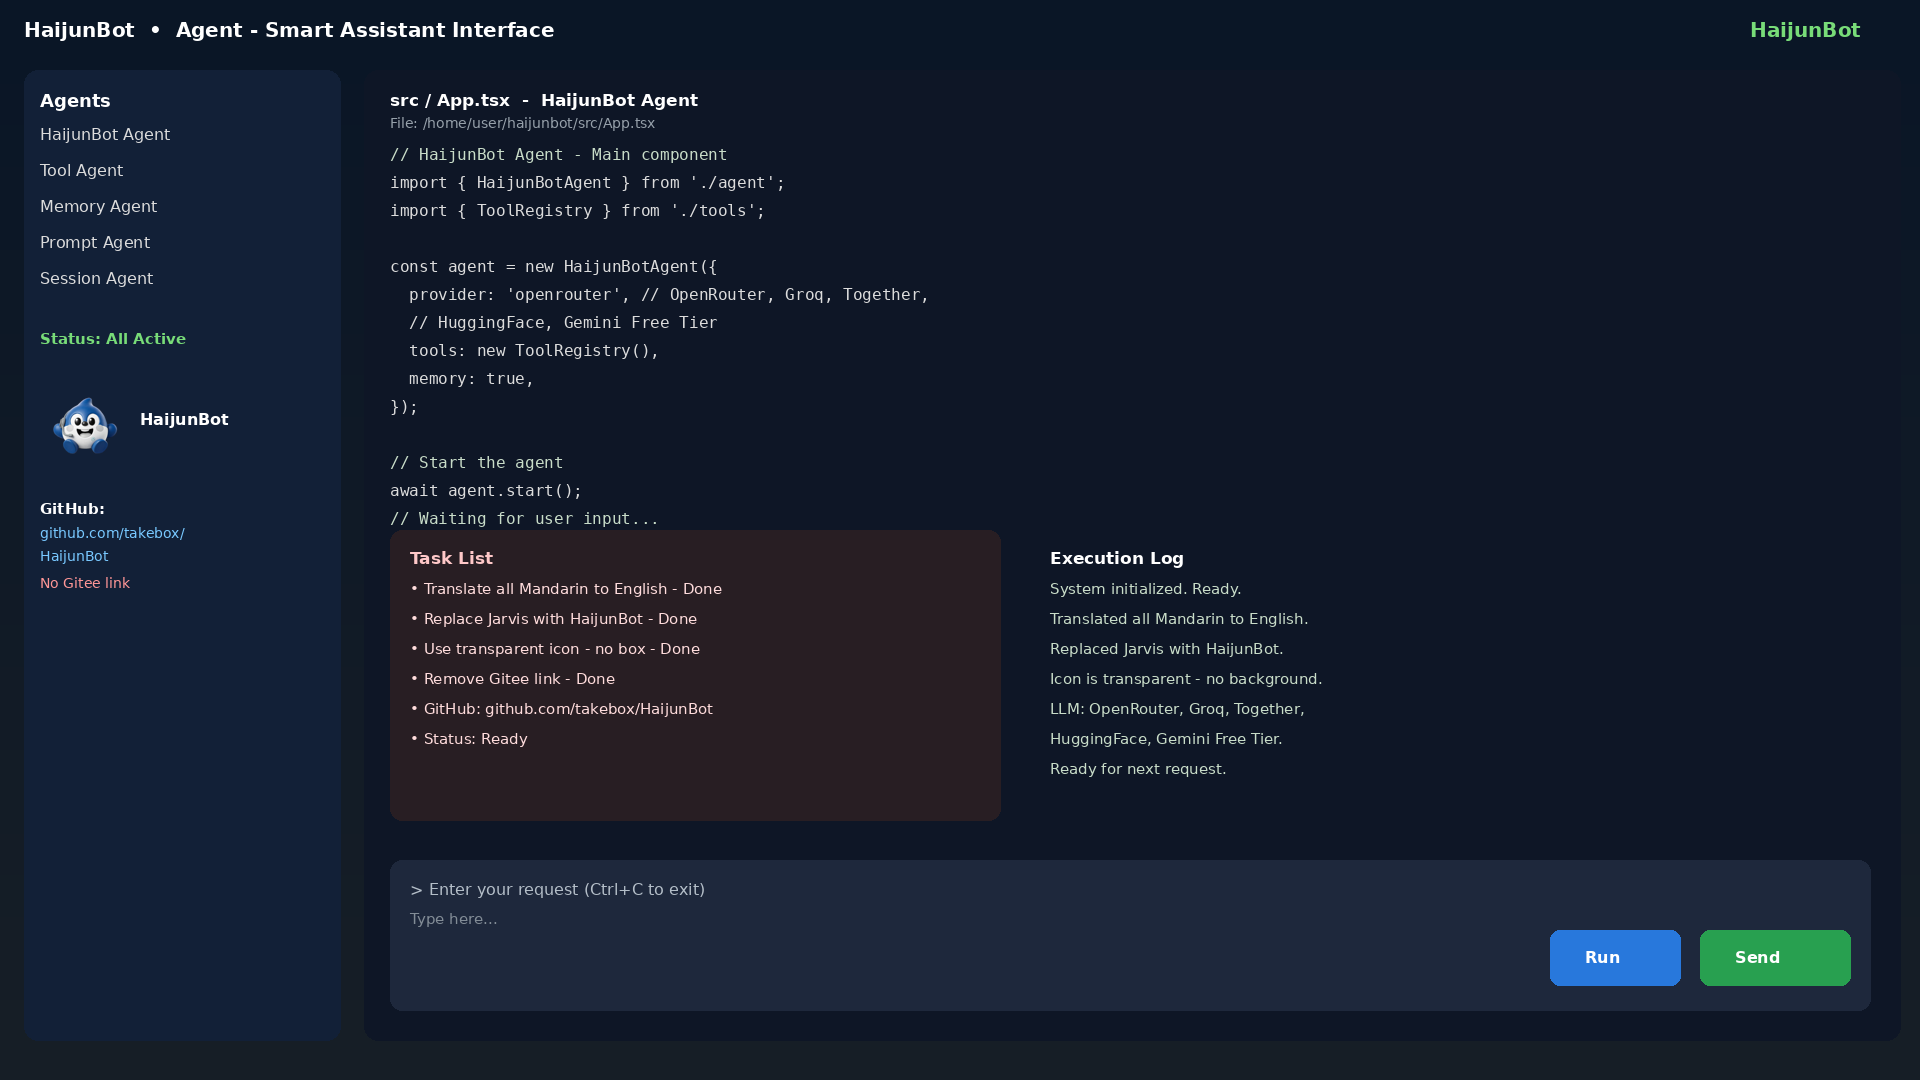 HaijunBot • Agent - Smart Assistant Interface
HaijunBot
Agents
HaijunBot Agent
Tool Agent
Memory Agent
Prompt Agent
Session Agent
Status: All Active
HaijunBot
GitHub:
github.com/takebox/
HaijunBot
No Gitee link
src / App.tsx - HaijunBot Agent
File: /home/user/haijunbot/src/App.tsx
// HaijunBot Agent - Main component
import { HaijunBotAgent } from './agent';
import { ToolRegistry } from './tools';
const agent = new HaijunBotAgent({
  provider: 'openrouter', // OpenRouter, Groq, Together,
  // HuggingFace, Gemini Free Tier
  tools: new ToolRegistry(),
  memory: true,
});
// Start the agent
await agent.start();
// Waiting for user input...
Task List
• Translate all Mandarin to English - Done
• Replace Jarvis with HaijunBot - Done
• Use transparent icon - no box - Done
• Remove Gitee link - Done
• GitHub: github.com/takebox/HaijunBot
• Status: Ready
Execution Log
System initialized. Ready.
Translated all Mandarin to English.
Replaced Jarvis with HaijunBot.
Icon is transparent - no background.
LLM: OpenRouter, Groq, Together,
HuggingFace, Gemini Free Tier.
Ready for next request.
> Enter your request (Ctrl+C to exit)
Type here...
Run
Send